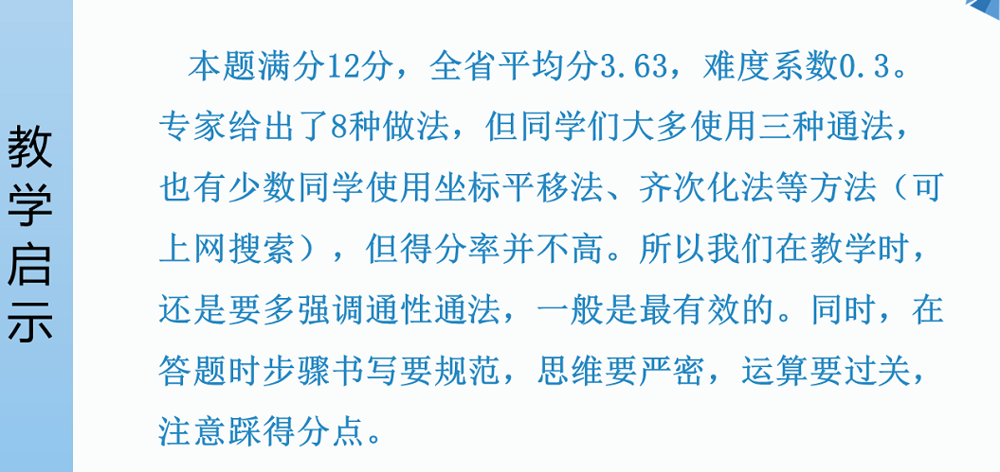 教学启示
本题满分12分，全省平均分3.63，难度系数0.3。
专家给出了8种做法，但同学们大多使用三种通法，
也有少数同学使用坐标平移法、齐次化法等方法（可
上网搜索），但得分率并不高。所以我们在教学时，
还是要多强调通性通法，一般是最有效的。同时，在
答题时步骤书写要规范，思维要严密，运算要过关，
注意踩得分点。